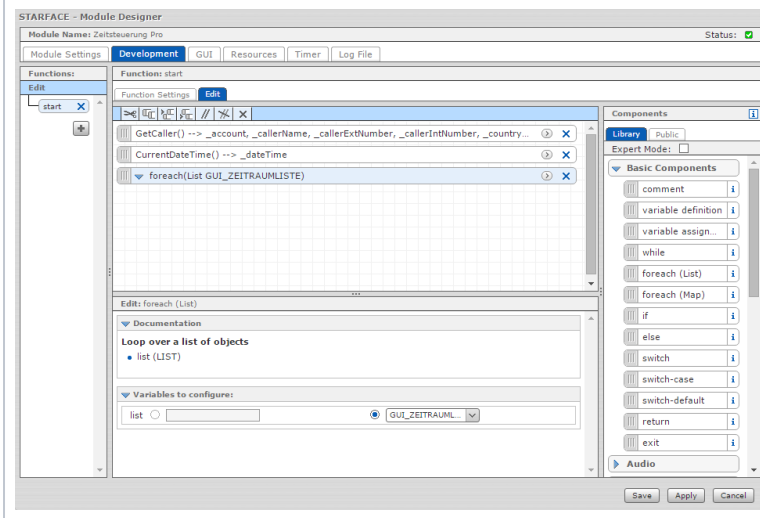 STARFACE - Module Designer
Module Name: Zeitsteuerung Pro
Status:
Module Settings Development GUI Resources Timer Log File
Functions:
Edit
start X
+
Function: start
Function Settings Edit
GetCaller() --> _account, _callerName, _callerExtNumber, _callerIntNumber, _country...
CurrentDateTime() --> _dateTime
foreach(List GUI_ZEITRAUMLISTE)
Edit: foreach (List)
Documentation
Loop over a list of objects
• list (LIST)
Variables to configure:
list GUI_ZEITRAUML...
Components i
Library Public
Expert Mode:
Basic Components
comment i
variable definition i
variable assign... i
while i
foreach (List) i
foreach (Map) i
if i
else i
switch i
switch-case i
switch-default i
return i
exit i
Audio
Save Apply Cancel